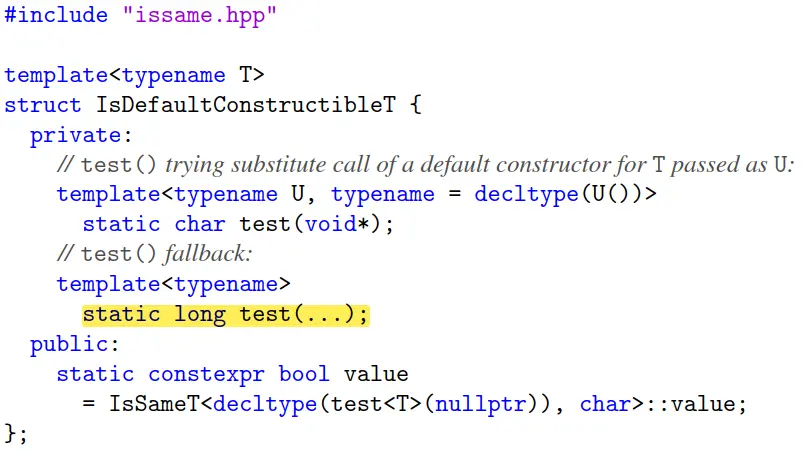 #include "issame.hpp"
template<typename T>
struct IsDefaultConstructibleT {
private:
// test() trying substitute call of a default constructor for T passed as U:
template<typename U, typename = decltype(U())>
static char test(void*);
// test() fallback:
template<typename>
static long test(...);
public:
static constexpr bool value
= IsSameT<decltype(test<T>(nullptr)), char>::value;
};